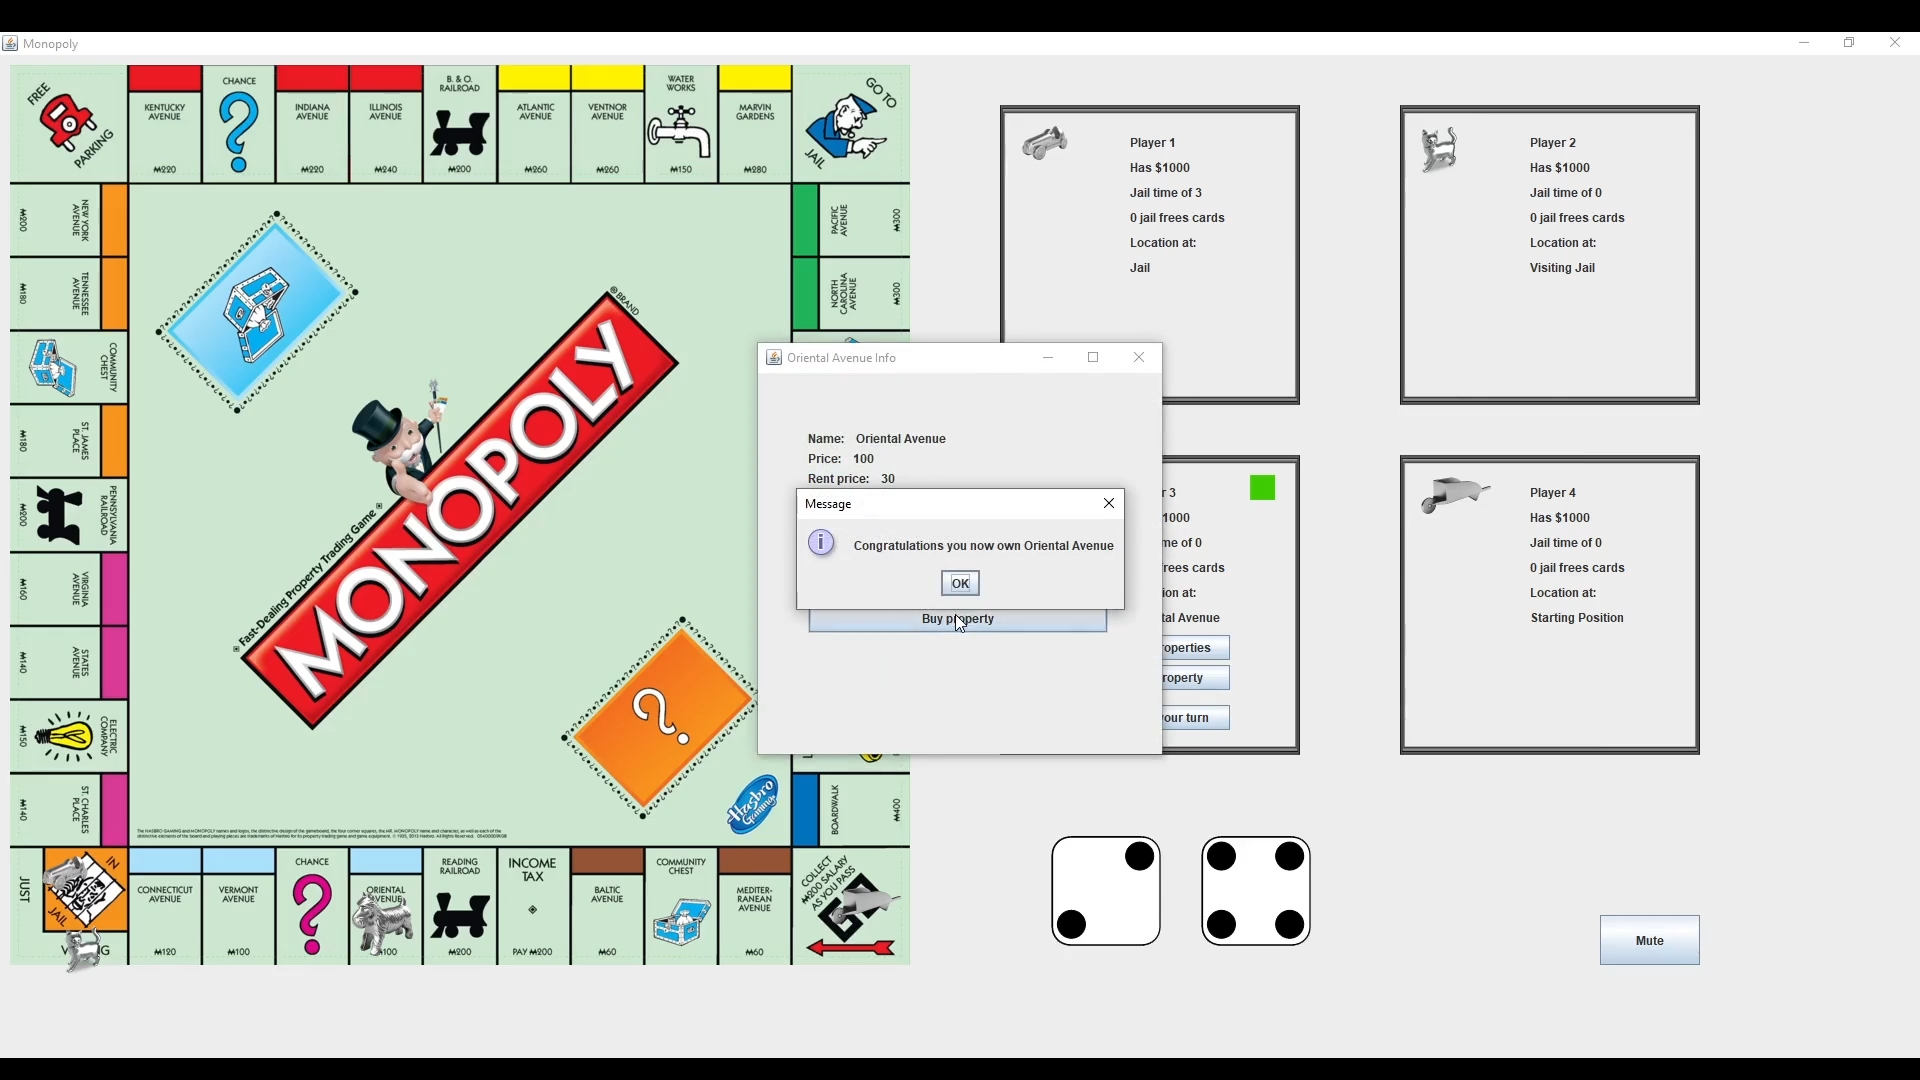 Monopoly
FREE
PARKING
KENTUCKY
AVENUE
M220
CHANCE
INDIANA
AVENUE
M220
ILLINOIS
AVENUE
M240
B. & O.
RAILROAD
M200
ATLANTIC
AVENUE
M260
VENTNOR
AVENUE
M260
WATER
WORKS
M150
MARVIN
GARDENS
M280
GO TO
JAIL
NEW YORK
AVENUE
M200
TENNESSEE
AVENUE
M180
COMMUNITY
CHEST
ST. JAMES
PLACE
M180
PENNSYLVANIA
RAILROAD
M200
VIRGINIA
AVENUE
M160
STATES
AVENUE
M140
ELECTRIC
COMPANY
M150
ST. CHARLES
PLACE
M140
PACIFIC
AVENUE
M300
NORTH
CAROLINA
AVENUE
M300
BOARDWALK
M400
BRAND
MONOPOLY
Fast-Dealing Property Trading Game
Hasbro
Gaming
JUST
IN
JAIL
CONNECTICUT
AVENUE
M120
VERMONT
AVENUE
M100
CHANCE
ORIENTAL
AVENUE
M100
READING
RAILROAD
M200
INCOME
TAX
PAY M200
BALTIC
AVENUE
M60
COMMUNITY
CHEST
MEDITER-
RANEAN
AVENUE
M60
COLLECT
M200 SALARY
AS YOU PASS
Player 1
Has $1000
Jail time of 3
0 jail frees cards
Location at:
Jail
Player 2
Has $1000
Jail time of 0
0 jail frees cards
Location at:
Visiting Jail
Oriental Avenue Info
Name: Oriental Avenue
Price: 100
Rent price: 30
Message
Congratulations you now own Oriental Avenue
OK
Buy property
r 3
1000
me of 0
rees cards
ion at:
tal Avenue
operties
roperty
our turn
Player 4
Has $1000
Jail time of 0
0 jail frees cards
Location at:
Starting Position
Mute